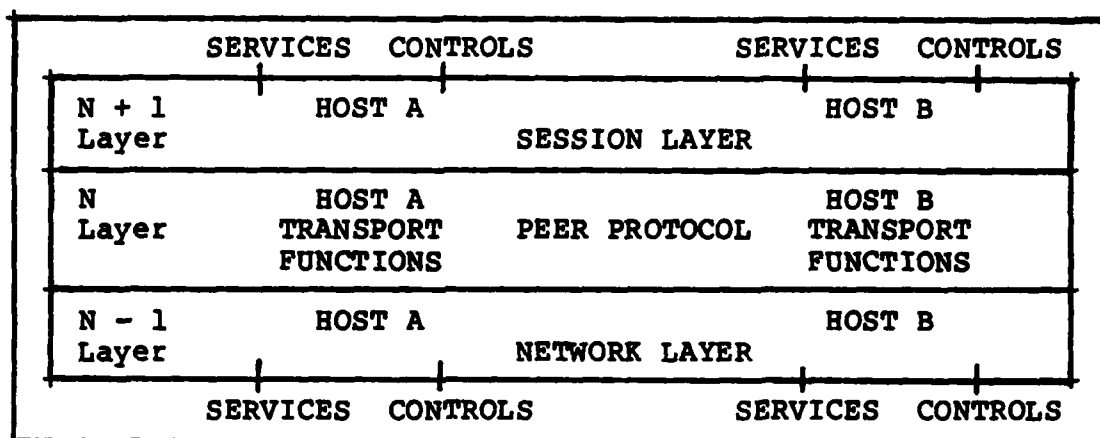 SERVICES CONTROLS SERVICES CONTROLS
N + 1 HOST A HOST B
Layer SESSION LAYER
N HOST A HOST B
Layer TRANSPORT PEER PROTOCOL TRANSPORT
FUNCTIONS FUNCTIONS
N - 1 HOST A HOST B
Layer NETWORK LAYER
SERVICES CONTROLS SERVICES CONTROLS